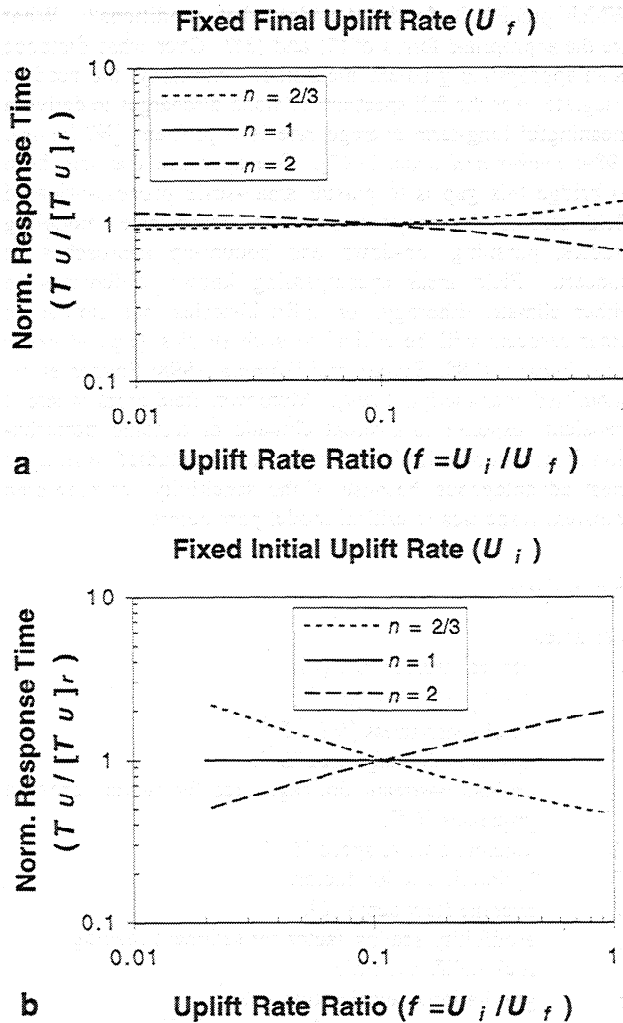 Fixed Final Uplift Rate (U f)
10
n = 2/3
n = 1
n = 2
1
0.1
Norm. Response Time
(T U / [T U ]r)
0.01
0.1
a
Uplift Rate Ratio (f =U i /U f )
Fixed Initial Uplift Rate (U i)
10
n = 2/3
n = 1
n = 2
1
0.1
Norm. Response Time
(T U / [T U ]r)
0.01
0.1
1
b
Uplift Rate Ratio (f =U i /U f )